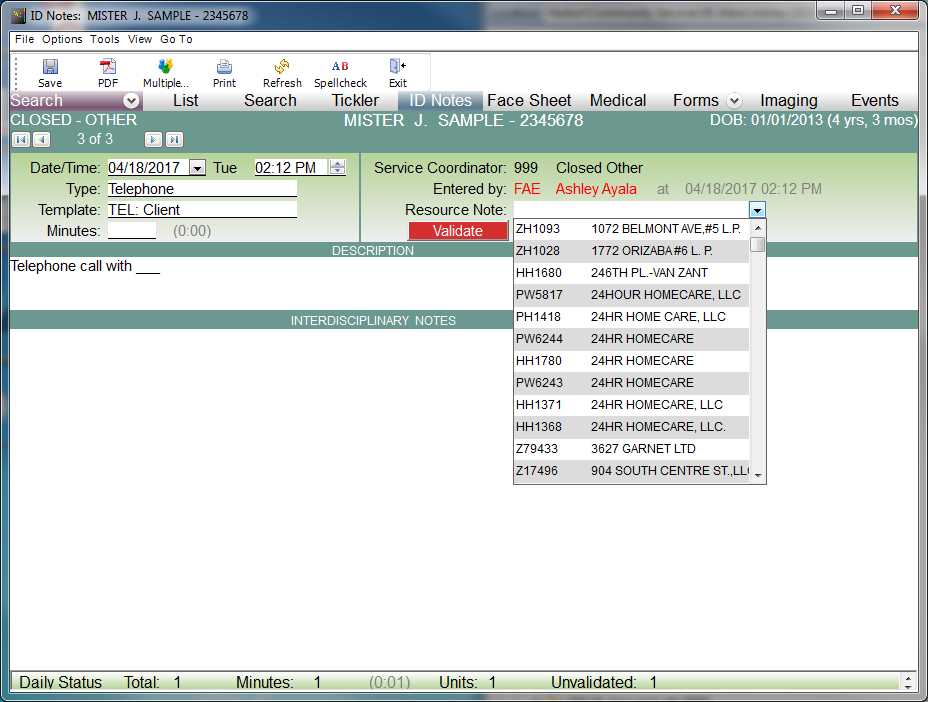 ID Notes: MISTER J. SAMPLE - 2345678
File Options Tools View Go To
Save PDF Multiple... Print Refresh Spellcheck Exit
Search List Search Tickler ID Notes Face Sheet Medical Forms Imaging Events
CLOSED - OTHER MISTER J. SAMPLE - 2345678 DOB: 01/01/2013 (4 yrs, 3 mos)
3 of 3
Date/Time: 04/18/2017 Tue 02:12 PM Service Coordinator: 999 Closed Other
Type: Telephone Entered by: FAE Ashley Ayala at 04/18/2017 02:12 PM
Template: TEL: Client Resource Note:
Minutes: (0:00) Validate
ZH1093 1072 BELMONT AVE,#5 L.P.
DESCRIPTION ZH1028 1772 ORIZABA #6 L. P.
Telephone call with ___ HH1680 246TH PL.-VAN ZANT
PW5817 24HOUR HOMECARE, LLC
INTERDISCIPLINARY NOTES PH1418 24HR HOME CARE, LLC
PW6244 24HR HOMECARE
HH1780 24HR HOMECARE
PW6243 24HR HOMECARE
HH1371 24HR HOMECARE, LLC
HH1368 24HR HOMECARE, LLC.
Z79433 3627 GARNET LTD
Z17496 904 SOUTH CENTRE ST.,LL
Daily Status Total: 1 Minutes: 1 (0:01) Units: 1 Unvalidated: 1